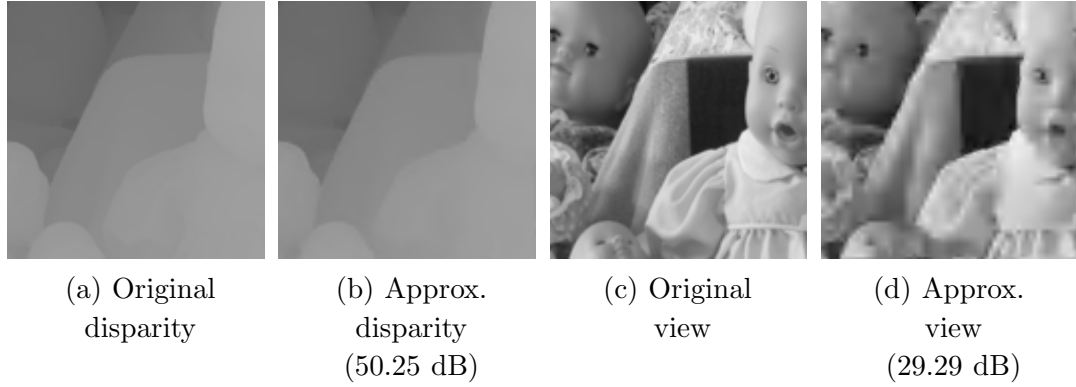 (a) Original
disparity
(b) Approx.
disparity
(50.25 dB)
(c) Original
view
(d) Approx.
view
(29.29 dB)